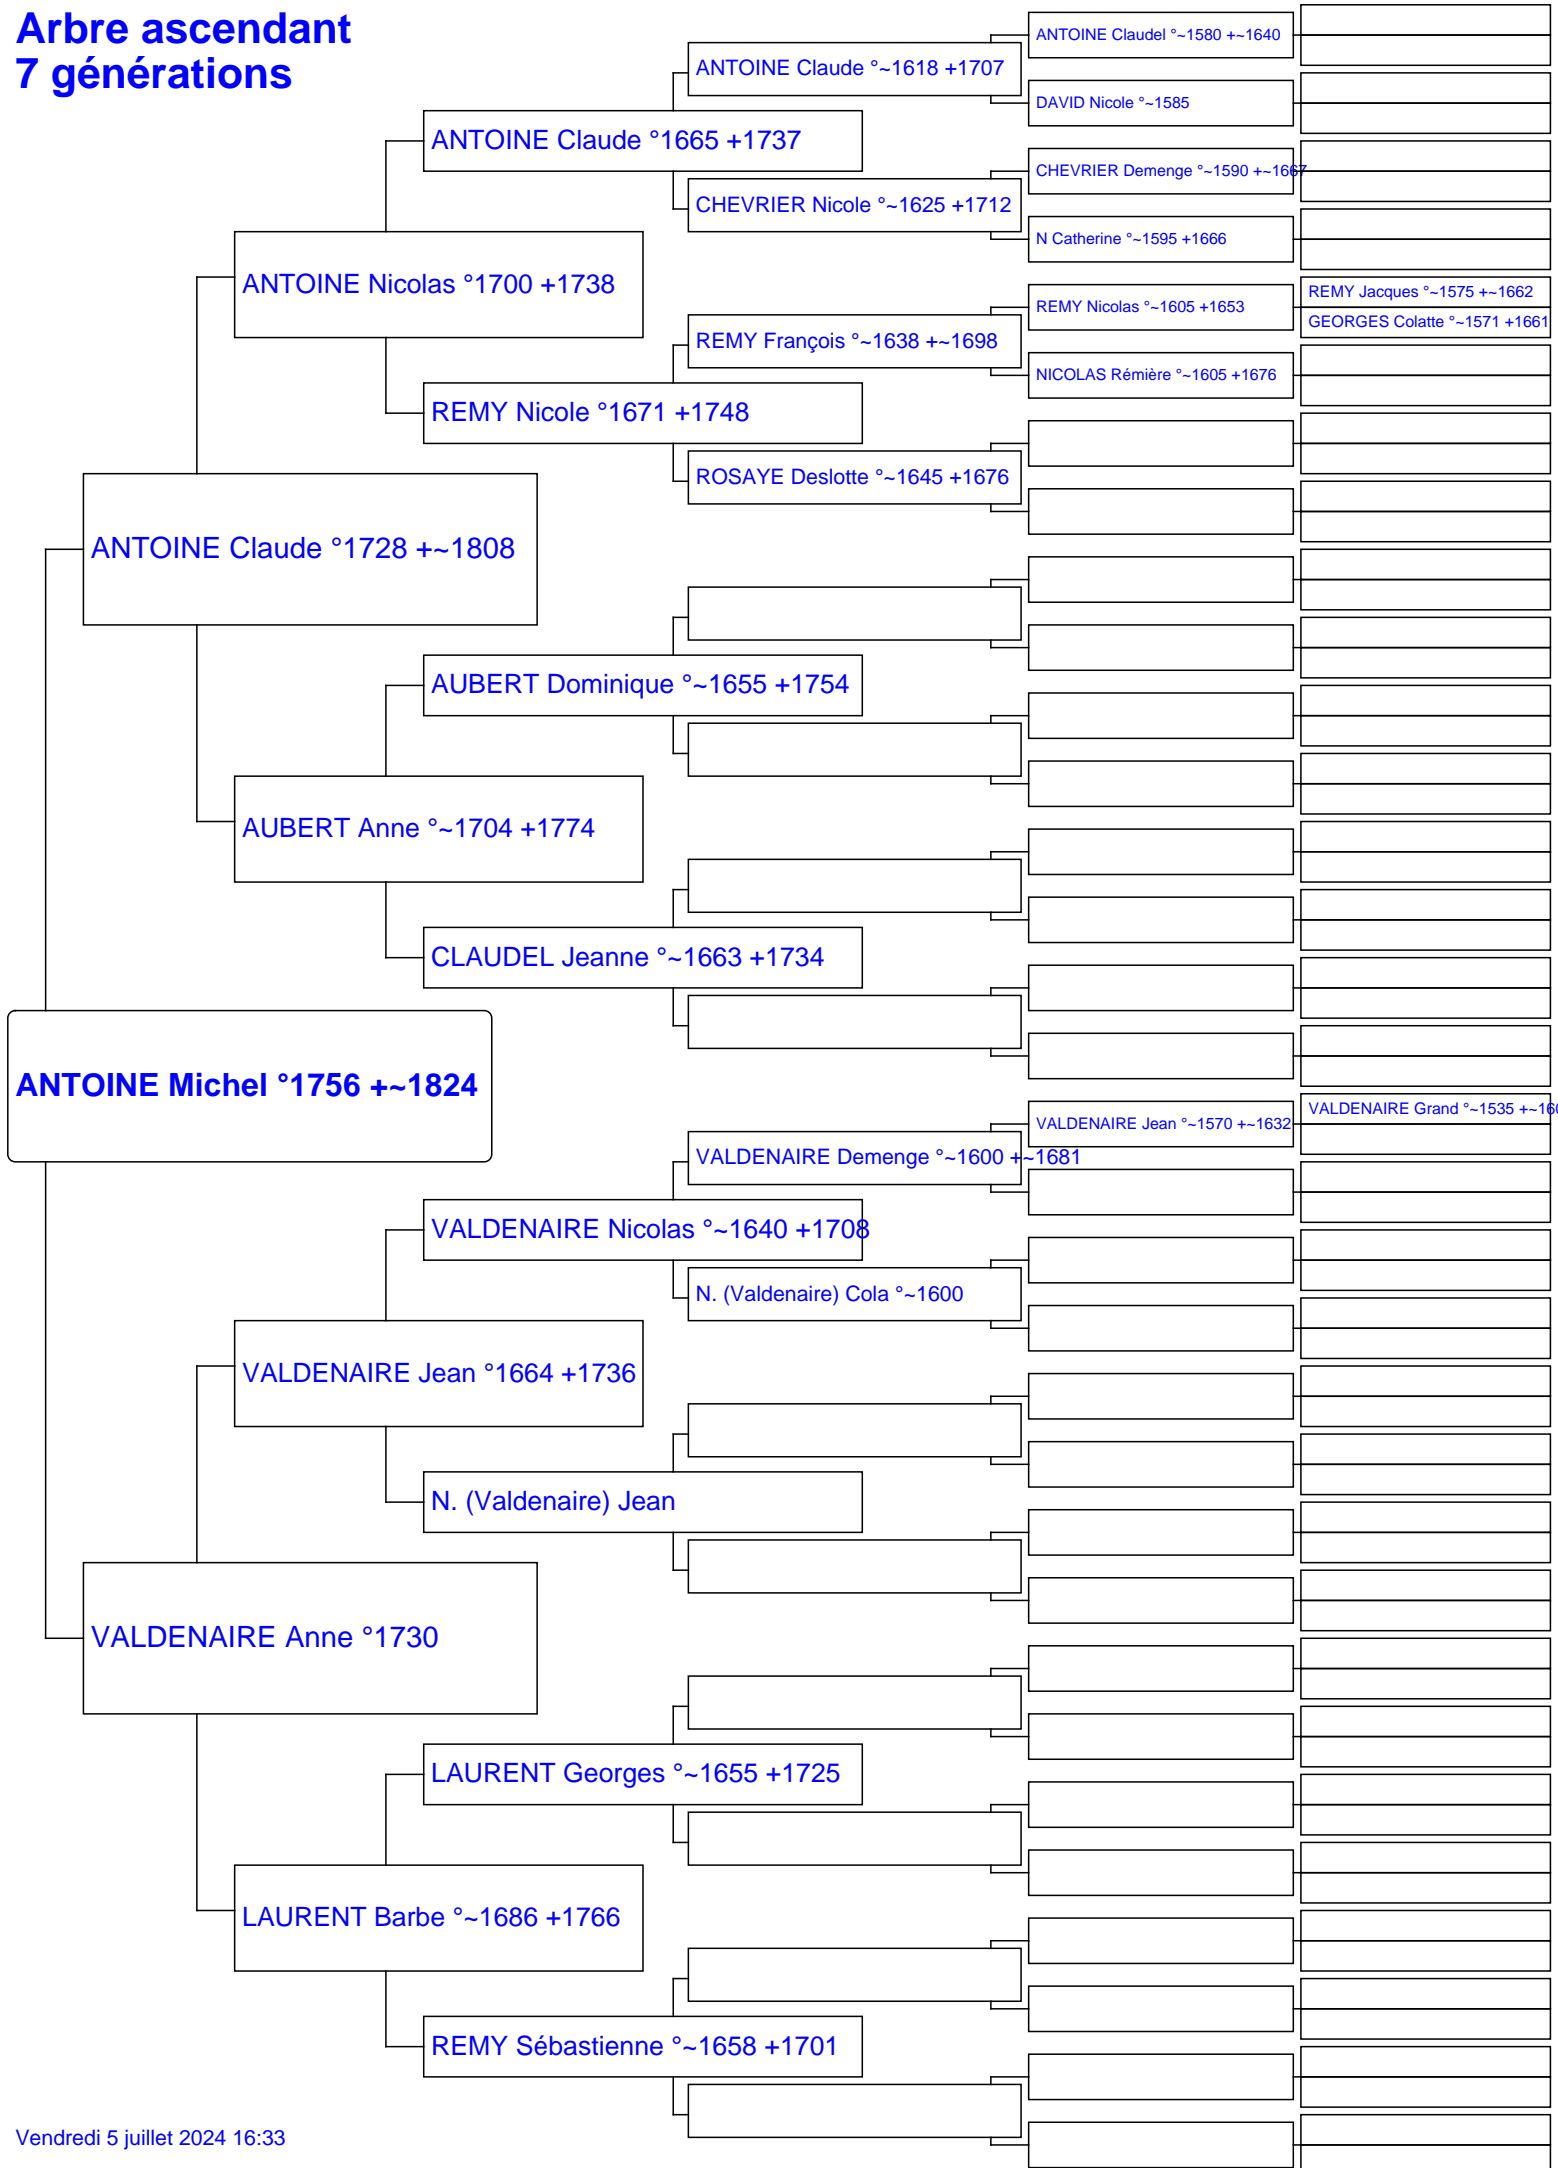 Arbre ascendant
7 générations
ANTOINE Claudel °~1580 +~1640
ANTOINE Claude °~1618 +1707
DAVID Nicole °~1585
ANTOINE Claude °1665 +1737
CHEVRIER Demenge °~1590 +~1667
CHEVRIER Nicole °~1625 +1712
N Catherine °~1595 +1666
ANTOINE Nicolas °1700 +1738
REMY Jacques °~1575 +~1662
REMY Nicolas °~1605 +1653
GEORGES Colatte °~1571 +1661
REMY François °~1638 +~1698
NICOLAS Rémière °~1605 +1676
REMY Nicole °1671 +1748
ROSAYE Deslotte °~1645 +1676
ANTOINE Claude °1728 +~1808
AUBERT Dominique °~1655 +1754
AUBERT Anne °~1704 +1774
CLAUDEL Jeanne °~1663 +1734
ANTOINE Michel °1756 +~1824
VALDENAIRE Grand °~1535 +~16
VALDENAIRE Jean °~1570 +~1632
VALDENAIRE Demenge °~1600 +~1681
VALDENAIRE Nicolas °~1640 +1708
N. (Valdenaire) Cola °~1600
VALDENAIRE Jean °1664 +1736
N. (Valdenaire) Jean
VALDENAIRE Anne °1730
LAURENT Georges °~1655 +1725
LAURENT Barbe °~1686 +1766
REMY Sébastienne °~1658 +1701
Vendredi 5 juillet 2024 16:33